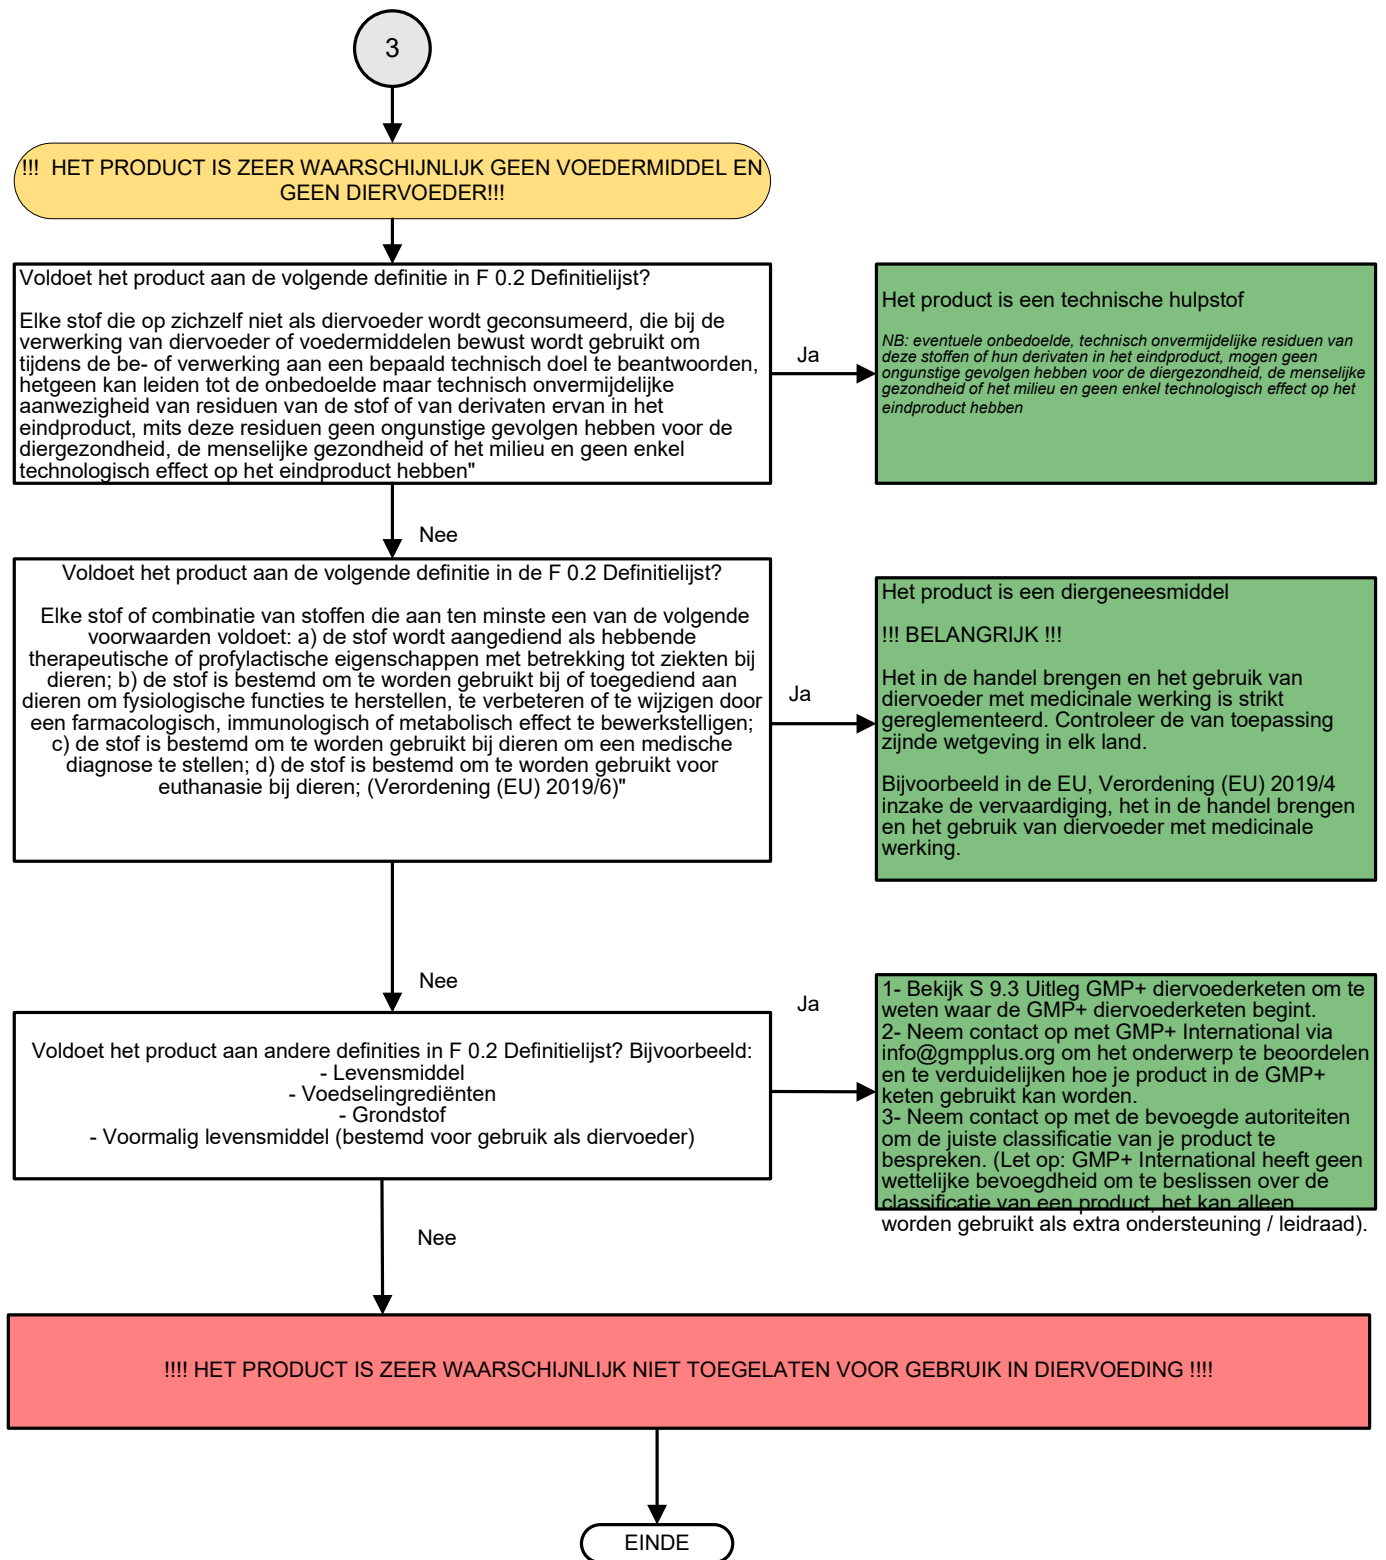 3
!!! HET PRODUCT IS ZEER WAARSCHIJNLIJK GEEN VOEDERMIDDEL EN
GEEN DIERVOEDER!!!
Voldoet het product aan de volgende definitie in F 0.2 Definitielijst?
Elke stof die op zichzelf niet als diervoeder wordt geconsumeerd, die bij de
verwerking van diervoeder of voedermiddelen bewust wordt gebruikt om
tijdens de be- of verwerking aan een bepaald technisch doel te beantwoorden,
hetgeen kan leiden tot de onbedoelde maar technisch onvermijdelijke
aanwezigheid van residuen van de stof of van derivaten ervan in het
eindproduct, mits deze residuen geen ongunstige gevolgen hebben voor de
diergezondheid, de menselijke gezondheid of het milieu en geen enkel
technologisch effect op het eindproduct hebben"
Ja
Het product is een technische hulpstof
NB: eventuele onbedoelde, technisch onvermijdelijke residuen van
deze stoffen of hun derivaten in het eindproduct, mogen geen
ongunstige gevolgen hebben voor de diergezondheid, de menselijke
gezondheid of het milieu en geen enkel technologisch effect op het
eindproduct hebben
Nee
Voldoet het product aan de volgende definitie in de F 0.2 Definitielijst?
Elke stof of combinatie van stoffen die aan ten minste een van de volgende
voorwaarden voldoet: a) de stof wordt aangediend als hebbende
therapeutische of profylactische eigenschappen met betrekking tot ziekten bij
dieren; b) de stof is bestemd om te worden gebruikt bij of toegediend aan
dieren om fysiologische functies te herstellen, te verbeteren of te wijzigen door
een farmacologisch, immunologisch of metabolisch effect te bewerkstelligen;
c) de stof is bestemd om te worden gebruikt bij dieren om een medische
diagnose te stellen; d) de stof is bestemd om te worden gebruikt voor
euthanasie bij dieren; (Verordening (EU) 2019/6)"
Ja
Het product is een diergeneesmiddel
!!! BELANGRIJK !!!
Het in de handel brengen en het gebruik van
diervoeder met medicinale werking is strikt
gereglementeerd. Controleer de van toepassing
zijnde wetgeving in elk land.
Bijvoorbeeld in de EU, Verordening (EU) 2019/4
inzake de vervaardiging, het in de handel brengen
en het gebruik van diervoeder met medicinale
werking.
Nee
Voldoet het product aan andere definities in F 0.2 Definitielijst? Bijvoorbeeld:
- Levensmiddel
- Voedselingrediënten
- Grondstof
- Voormalig levensmiddel (bestemd voor gebruik als diervoeder)
Ja
1- Bekijk S 9.3 Uitleg GMP+ diervoederketen om te
weten waar de GMP+ diervoederketen begint.
2- Neem contact op met GMP+ International via
info@gmpplus.org om het onderwerp te beoordelen
en te verduidelijken hoe je product in de GMP+
keten gebruikt kan worden.
3- Neem contact op met de bevoegde autoriteiten
om de juiste classificatie van je product te
bespreken. (Let op: GMP+ International heeft geen
wettelijke bevoegdheid om te beslissen over de
classificatie van een product, het kan alleen
worden gebruikt als extra ondersteuning / leidraad).
Nee
!!!! HET PRODUCT IS ZEER WAARSCHIJNLIJK NIET TOEGELATEN VOOR GEBRUIK IN DIERVOEDING !!!!
EINDE